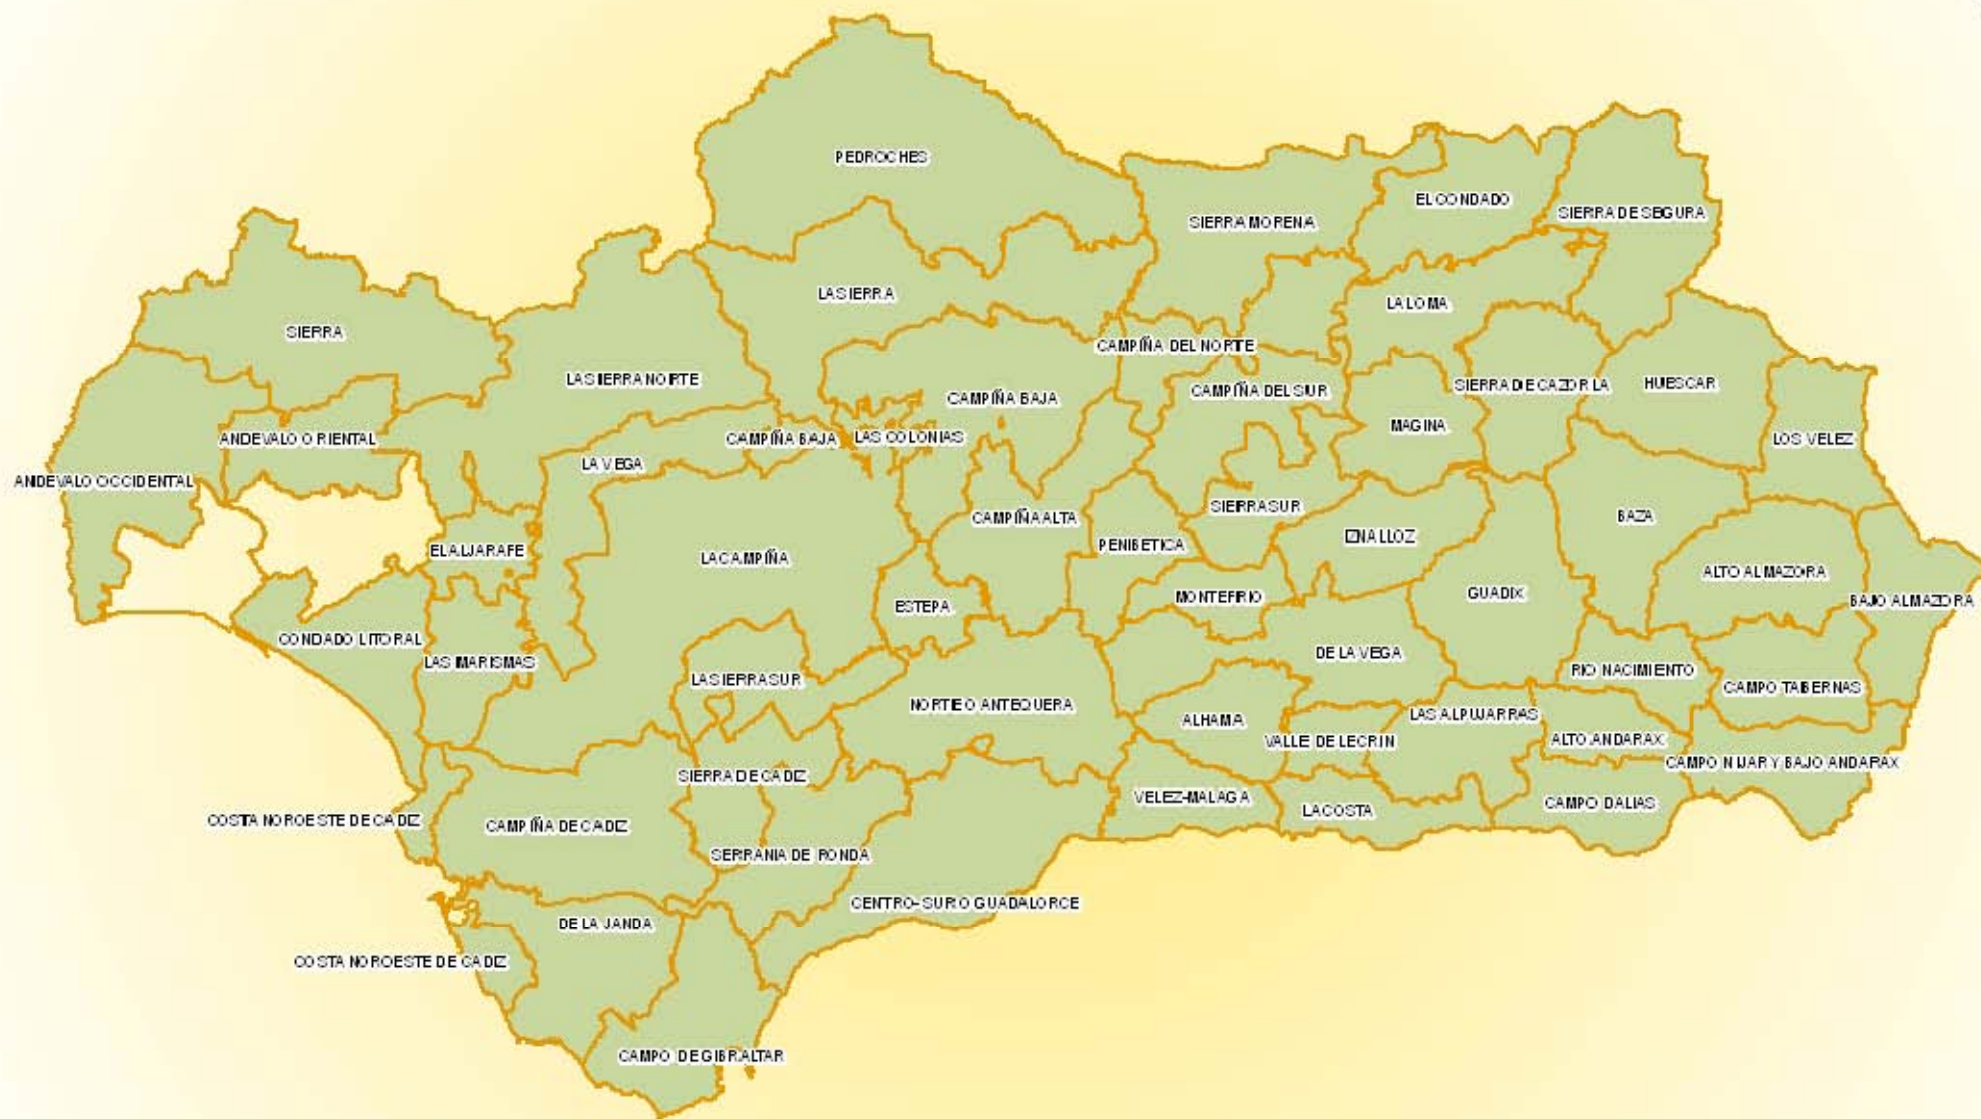 PEDROCHES
EL CONDADO
SIERRA DE SEGURA
SIERRA MORENA
LA SIERRA
LA LOMA
SIERRA
CAMPIÑA DEL NORTE
LA SIERRA NORTE
SIERRA DE CAZORLA
HUESCAR
CAMPIÑA DEL SUR
CAMPIÑA BAJA
MAGINA
ANDEVALO ORIENTAL
CAMPIÑA BAJA
LAS COLONIAS
LOS VELEZ
LA VEGA
ANDEVALO OCCIDENTAL
SIERRA SUR
CAMPIÑA ALTA
BAZA
IZNALLOZ
PENIBETICA
EL ALJARAFE
LA CAMPIÑA
ALTO ALMAZORA
GUADIX
MONTEFRIO
BAJO ALMAZORA
ESTEPA
CONDADO LITORAL
DE LA VEGA
LAS MARISMAS
RIO NACIMIENTO
LA SIERRA SUR
CAMPO TABERNAS
NORTE O ANTEQUERA
ALHAMA
LAS ALPUJARRAS
VALLE DE LECRIN
ALTO ANDARAX
CAMPO NIJAR Y BAJO ANDARAX
SIERRA DE CADIZ
VELEZ-MALAGA
CAMPO DALIAS
LA COSTA
COSTA NOROESTE DE CADIZ
CAMPIÑA DE CADIZ
SERRANIA DE RONDA
CENTRO-SUR O GUADALORCE
DE LA JANDA
COSTA NOROESTE DE CADIZ
CAMPO DE GIBRALTAR